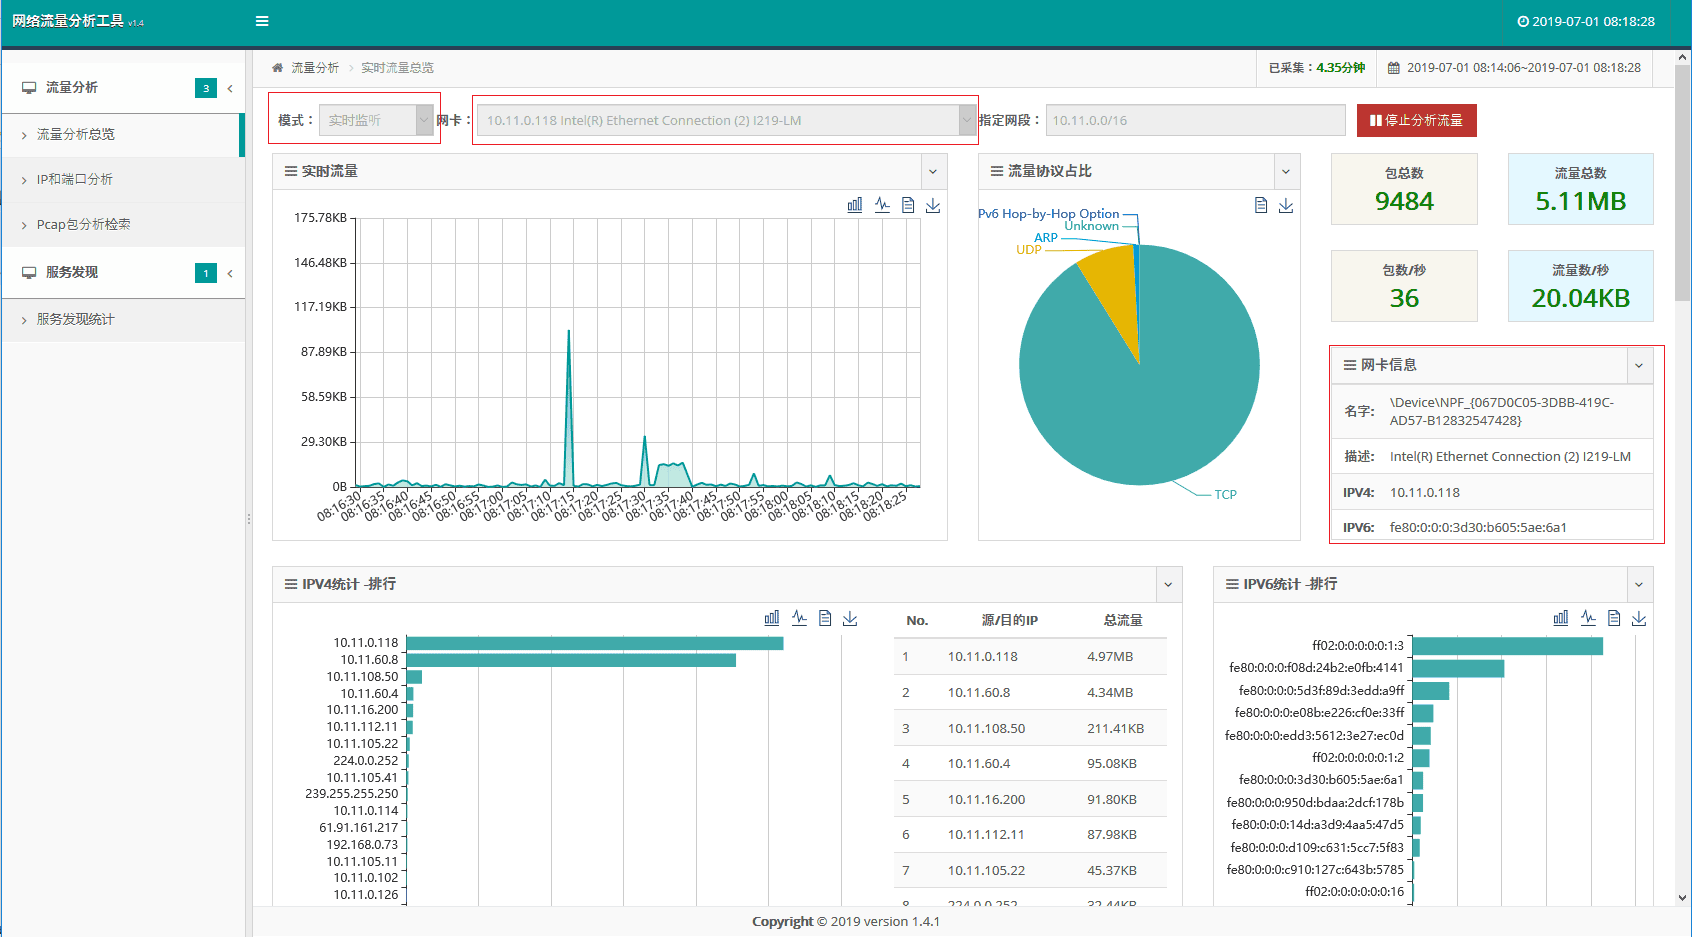 网络流量分析工具 v1.4
2019-07-01 08:18:28
流量分析 3
流量分析总览
IP和端口分析
Pcap包分析检索
服务发现 1
服务发现统计
流量分析 > 实时流量总览
已采集：4.35分钟
2019-07-01 08:14:06~2019-07-01 08:18:28
模式：实时监听
网卡：10.11.0.118 Intel(R) Ethernet Connection (2) I219-LM
指定网段：10.11.0.0/16
停止分析流量
实时流量
175.78KB
146.48KB
117.19KB
87.89KB
58.59KB
29.30KB
0B
08:16:30
08:16:35
08:16:40
08:16:45
08:16:50
08:16:55
08:17:00
08:17:05
08:17:10
08:17:15
08:17:20
08:17:25
08:17:30
08:17:35
08:17:40
08:17:45
08:17:50
08:17:55
08:18:00
08:18:05
08:18:10
08:18:15
08:18:20
08:18:25
流量协议占比
Pv6 Hop-by-Hop Option
Unknown
ARP
UDP
TCP
包总数
9484
流量总数
5.11MB
包数/秒
36
流量数/秒
20.04KB
网卡信息
名字: \Device\NPF_{067D0C05-3DBB-419C-
AD57-B12832547428}
描述: Intel(R) Ethernet Connection (2) I219-LM
IPV4: 10.11.0.118
IPV6: fe80:0:0:0:3d30:b605:5ae:6a1
IPV4统计 -排行
10.11.0.118
10.11.60.8
10.11.108.50
10.11.60.4
10.11.16.200
10.11.112.11
10.11.105.22
224.0.0.252
10.11.105.41
239.255.255.250
10.11.0.114
61.91.161.217
192.168.0.73
10.11.105.11
10.11.0.102
10.11.0.126
No. 源/目的IP 总流量
1 10.11.0.118 4.97MB
2 10.11.60.8 4.34MB
3 10.11.108.50 211.41KB
4 10.11.60.4 95.08KB
5 10.11.16.200 91.80KB
6 10.11.112.11 87.98KB
7 10.11.105.22 45.37KB
8 224.0.0.252 32.44KB
IPV6统计 -排行
ff02:0:0:0:0:0:1:3
fe80:0:0:0:f08d:24b2:e0fb:4141
fe80:0:0:0:5d3f:89d:3edd:a9ff
fe80:0:0:0:e08b:e226:cf0e:33ff
fe80:0:0:0:edd3:5612:3e27:ec0d
ff02:0:0:0:0:0:1:2
fe80:0:0:0:3d30:b605:5ae:6a1
fe80:0:0:0:950d:bdaa:2dcf:178b
fe80:0:0:0:14d:a3d9:4aa5:47d5
fe80:0:0:0:d109:c631:5cc7:5f83
fe80:0:0:0:c910:127c:643b:5785
ff02:0:0:0:0:0:0:16
Copyright © 2019 version 1.4.1